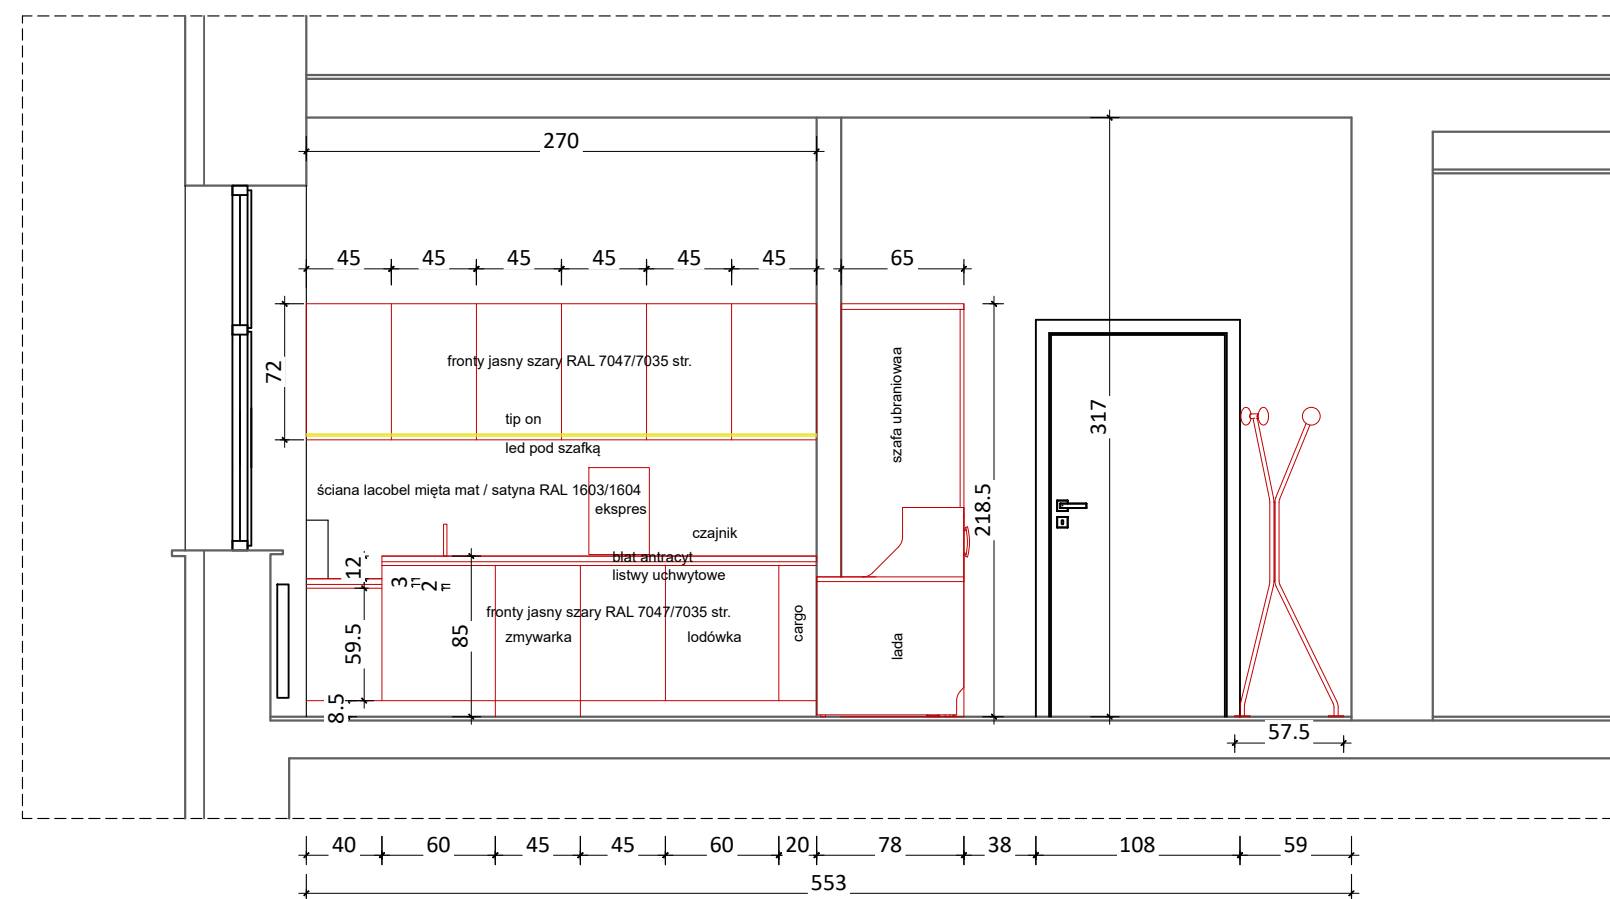 270
45 45 45 45 45 45 65
72
fronty jasny szary RAL 7047/7035 str.
tip on
led pod szafką
ściana lacobel mięta mat / satyna RAL 1603/1604
ekspres
czajnik
blat antracyt
listwy uchwytowe
12
3
2
fronty jasny szary RAL 7047/7035 str.
zmywarka
lodówka
cargo
59.5
85
8.5
szafa ubraniowaa
lada
218.5
317
57.5
40 60 45 45 60 20 78 38 108 59
553